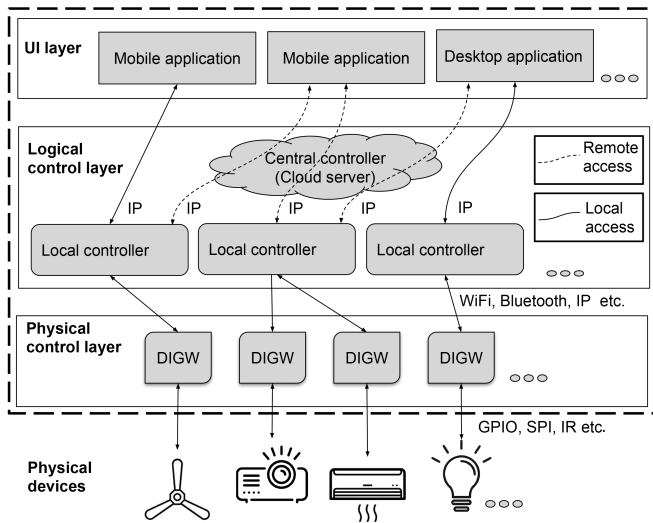 UI layer
Mobile application
Mobile application
Desktop application
Logical
control layer
Central controller
(Cloud server)
Remote
access
Local
access
IP
IP
IP
IP
IP
Local controller
Local controller
Local controller
WiFi, Bluetooth, IP etc.
Physical
control layer
DIGW
DIGW
DIGW
DIGW
GPIO, SPI, IR etc.
Physical
devices